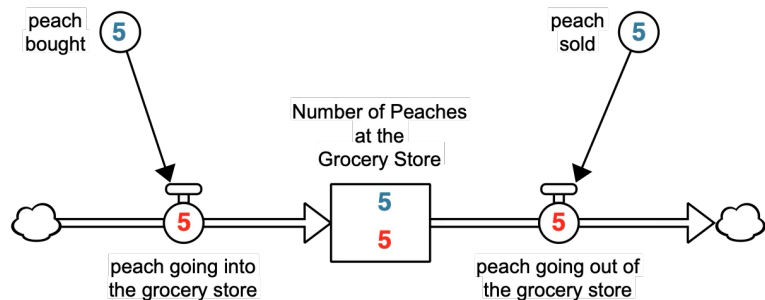 peach
bought
5
peach
sold
5
Number of Peaches
at the
Grocery Store
5
5
5
5
peach going into
the grocery store
peach going out of
the grocery store